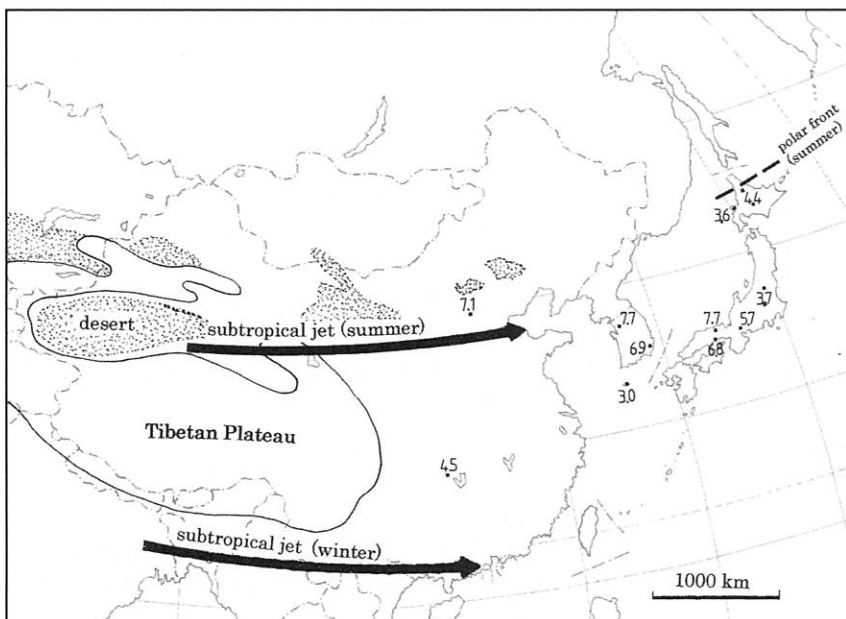 polar front
(summer)
4.4
3.6
7.1
desert
subtropical jet (summer)
7.7
3.7
7.7
5.7
6.9
6.8
3.0
Tibetan Plateau
4.5
subtropical jet (winter)
1000 km